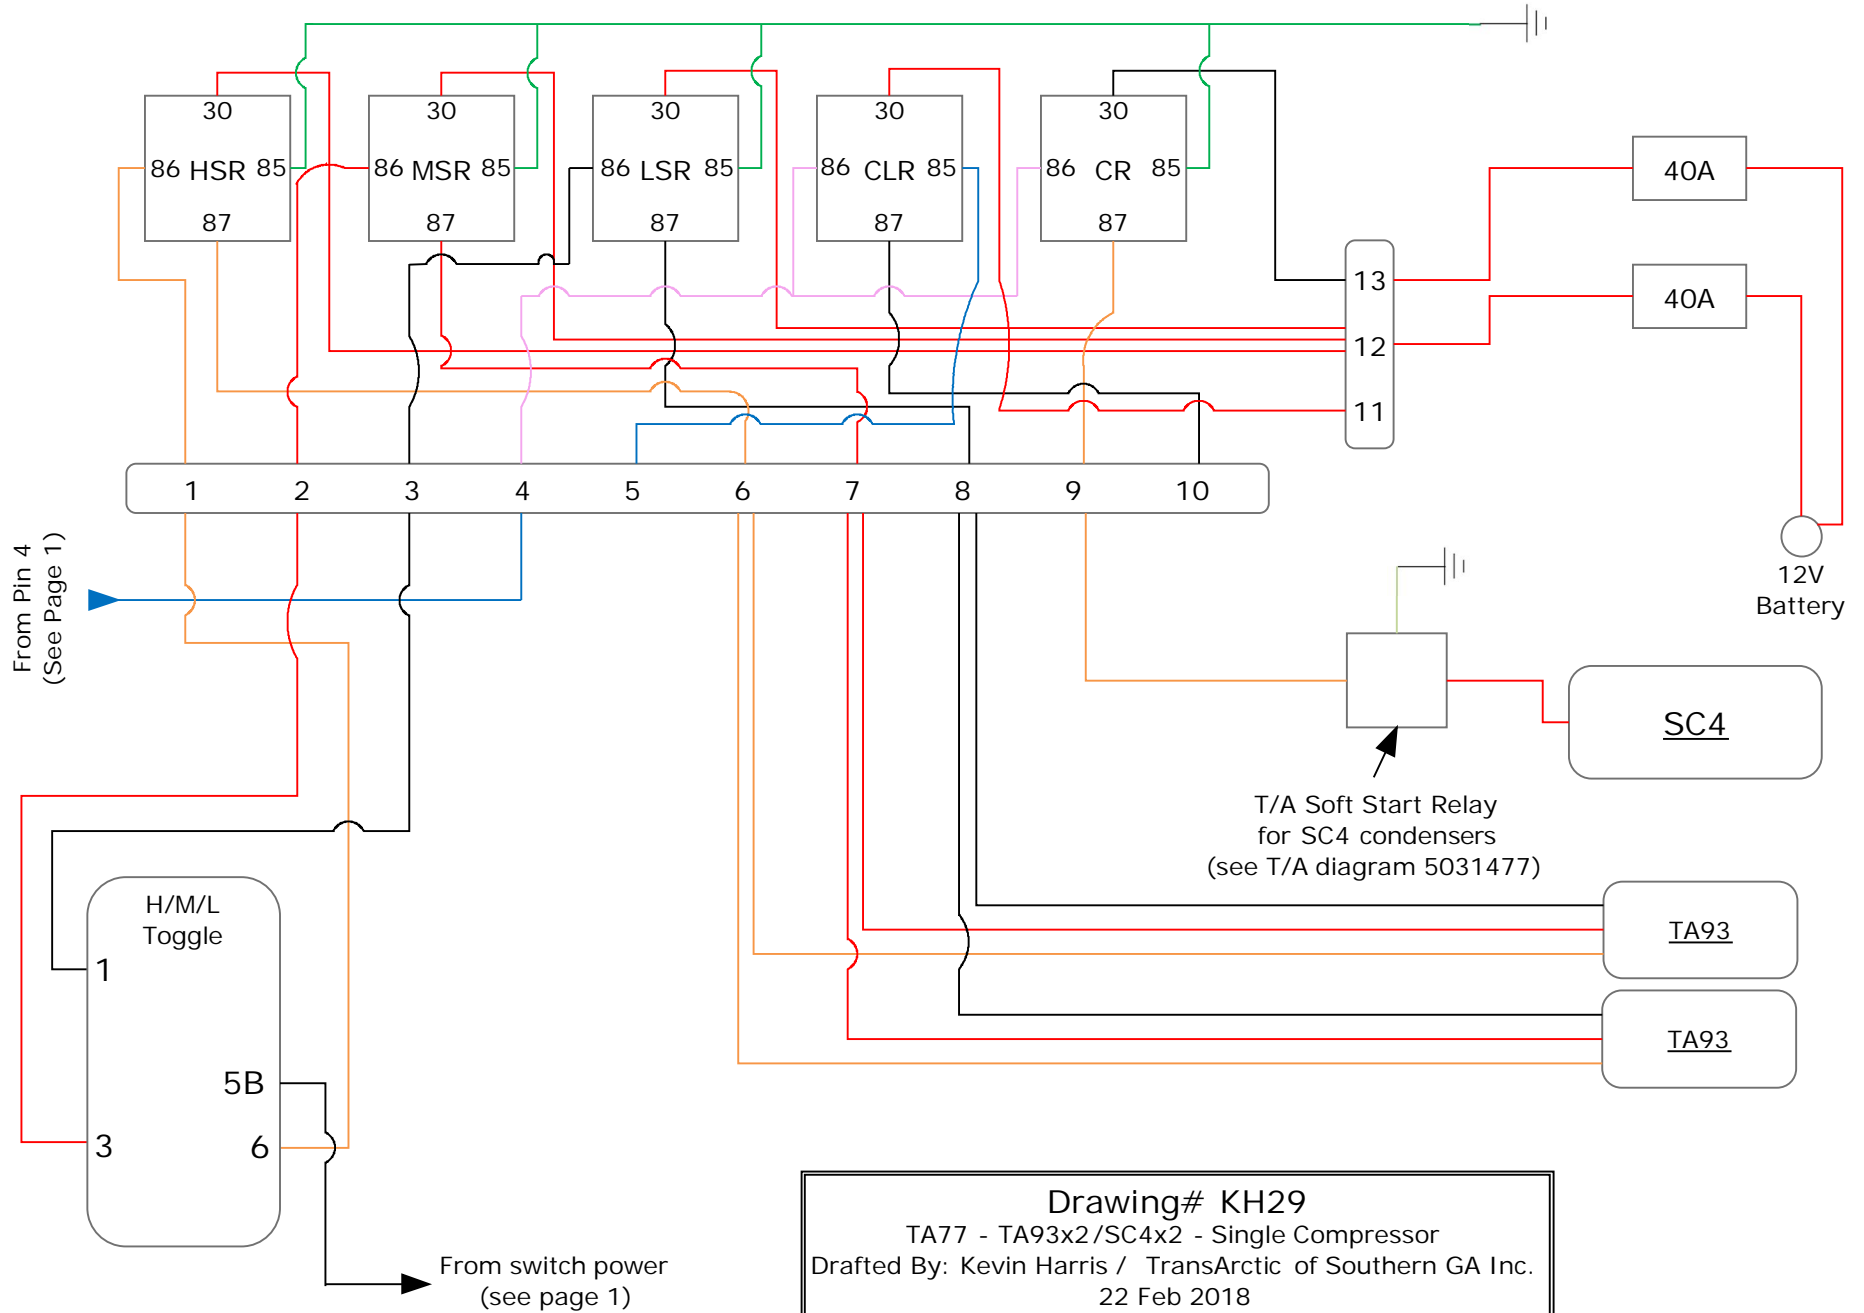 30
30
30
30
30
86 HSR 85
86 MSR 85
86 LSR 85
86 CLR 85
86 CR 85
87
87
87
87
87
40A
40A
13
12
11
1 2 3 4 5 6 7 8 9 10
From Pin 4
(See Page 1)
12V
Battery
SC4
T/A Soft Start Relay
for SC4 condensers
(see T/A diagram 5031477)
H/M/L
Toggle
1
5B
3
6
TA93
TA93
From switch power
(see page 1)
Drawing# KH29
TA77 - TA93x2/SC4x2 - Single Compressor
Drafted By: Kevin Harris / TransArctic of Southern GA Inc.
22 Feb 2018